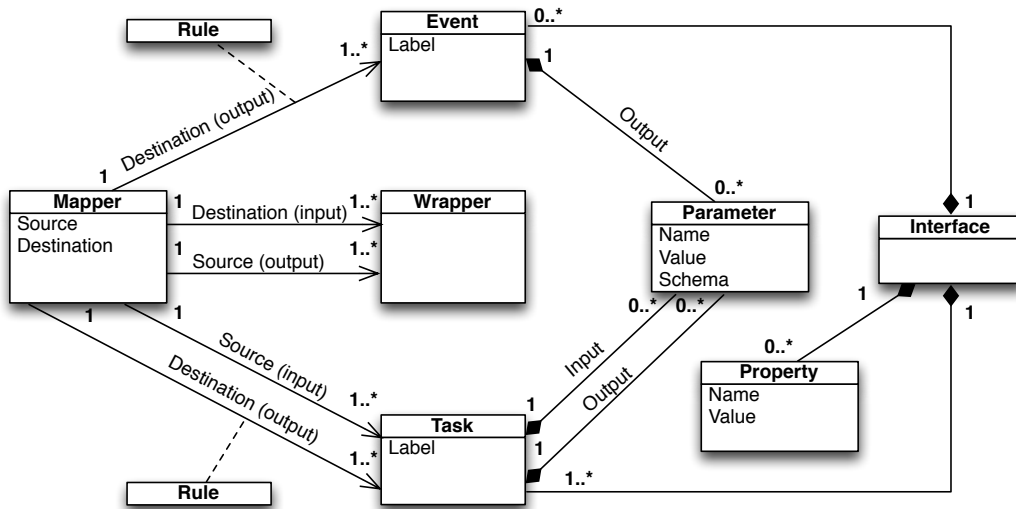 Rule
Event
Label
0..*
1..*
1
Destination (output)
Output
1
0..*
Mapper
Source
Destination
1
Destination (input)
1..*
1
Source (output)
1..*
Wrapper
Parameter
Name
Value
Schema
1
Interface
1
1
0..*
0..*
1
1
Source (input)
Destination (output)
1..*
1..*
Input
Output
0..*
Property
Name
Value
Task
Label
1
1
1..*
Rule